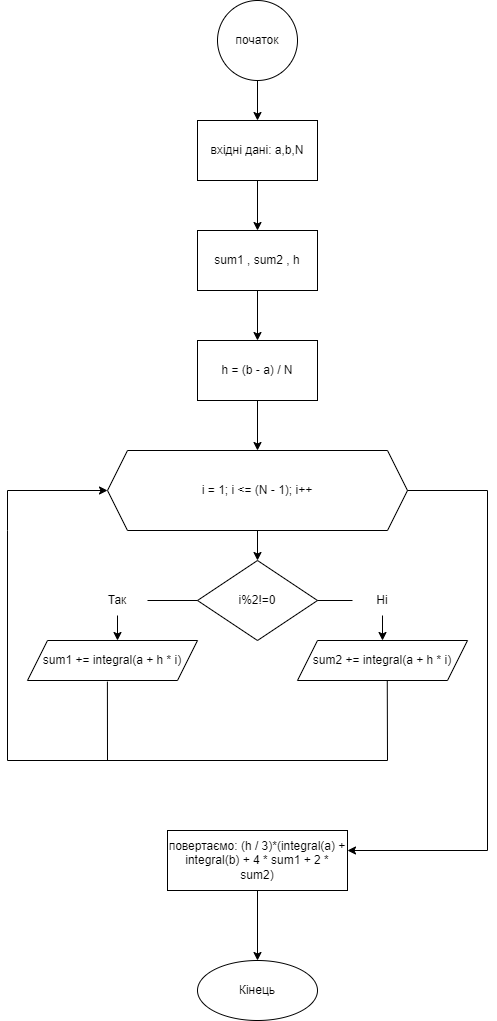 початок
вхідні дані: a,b,N
sum1 , sum2 , h
h = (b - a) / N
i = 1; i <= (N - 1); i++
i%2!=0
Так
Ні
sum1 += integral(a + h * i)
sum2 += integral(a + h * i)
повертаємо: (h / 3)*(integral(a) +
integral(b) + 4 * sum1 + 2 *
sum2)
Кінець